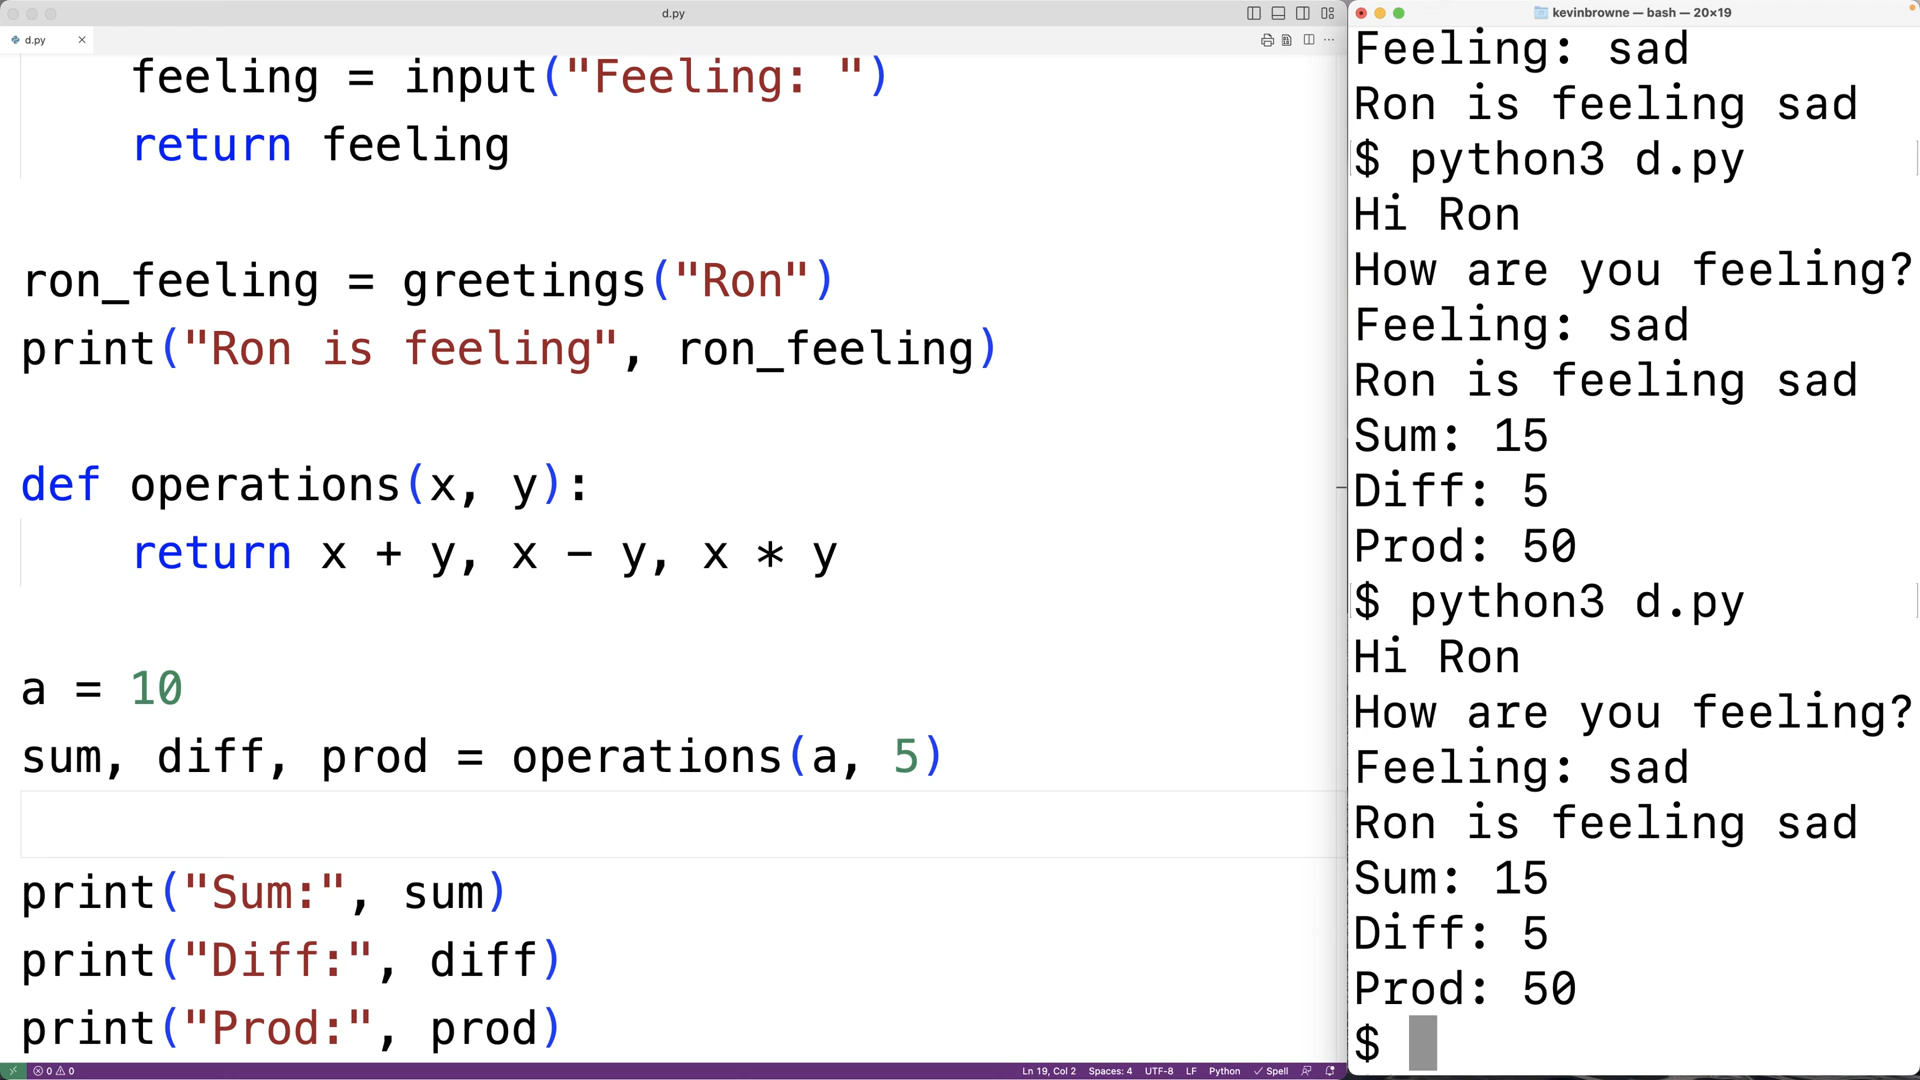 d.py
d.py
feeling = input("Feeling: ")
return feeling
ron_feeling = greetings("Ron")
print("Ron is feeling", ron_feeling)
def operations(x, y):
return x + y, x - y, x * y
a = 10
sum, diff, prod = operations(a, 5)
print("Sum:", sum)
print("Diff:", diff)
print("Prod:", prod)
0 0
Ln 19, Col 2 Spaces: 4 UTF-8 LF Python Spell
kevinbrowne — bash — 20×19
Feeling: sad
Ron is feeling sad
$ python3 d.py
Hi Ron
How are you feeling?
Feeling: sad
Ron is feeling sad
Sum: 15
Diff: 5
Prod: 50
$ python3 d.py
Hi Ron
How are you feeling?
Feeling: sad
Ron is feeling sad
Sum: 15
Diff: 5
Prod: 50
$